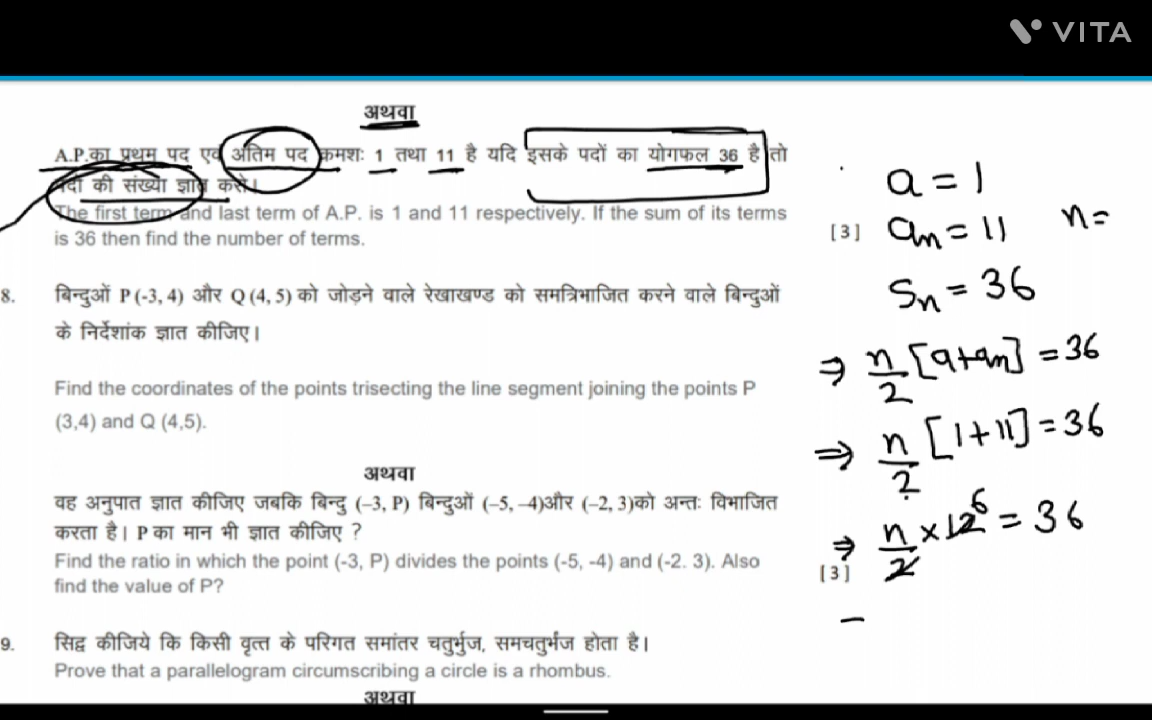 VITA
अथवा
A.P.का प्रथम पद एवं अंतिम पद क्रमशः 1 तथा 11 है यदि इसके पदों का योगफल 36 है तो
पदों की संख्या ज्ञात करो।
The first term and last term of A.P. is 1 and 11 respectively. If the sum of its terms
is 36 then find the number of terms.
[3]
a = 1
an = 11 n=
Sn = 36
⇒ n/2 [a+an] = 36
⇒ n/2 [1+11] = 36
⇒ n/2 × 12 6 = 36
8. बिन्दुओं P (-3, 4) और Q (4, 5) को जोड़ने वाले रेखाखण्ड को समत्रिभाजित करने वाले बिन्दुओं
के निर्देशांक ज्ञात कीजिए।
Find the coordinates of the points trisecting the line segment joining the points P
(3,4) and Q (4,5).
अथवा
वह अनुपात ज्ञात कीजिए जबकि बिन्दु (–3, P) बिन्दुओं (–5, –4)और (–2, 3)को अन्तः विभाजित
करता है। P का मान भी ज्ञात कीजिए ?
Find the ratio in which the point (-3, P) divides the points (-5, -4) and (-2. 3). Also
find the value of P?
[3]
9. सिद्व कीजिये कि किसी वृत्त के परिगत समांतर चतुर्भुज, समचतुर्भुज होता है।
Prove that a parallelogram circumscribing a circle is a rhombus.
अथवा